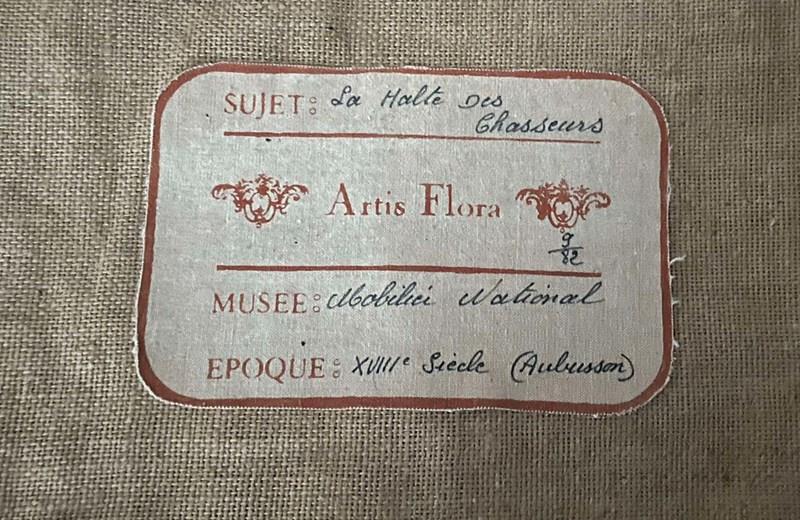 SUJET: La Halte Des
Chasseurs
Artis Flora
9/82
MUSEE: Mobilier National
EPOQUE: XVIIIe Siècle (Aubusson)